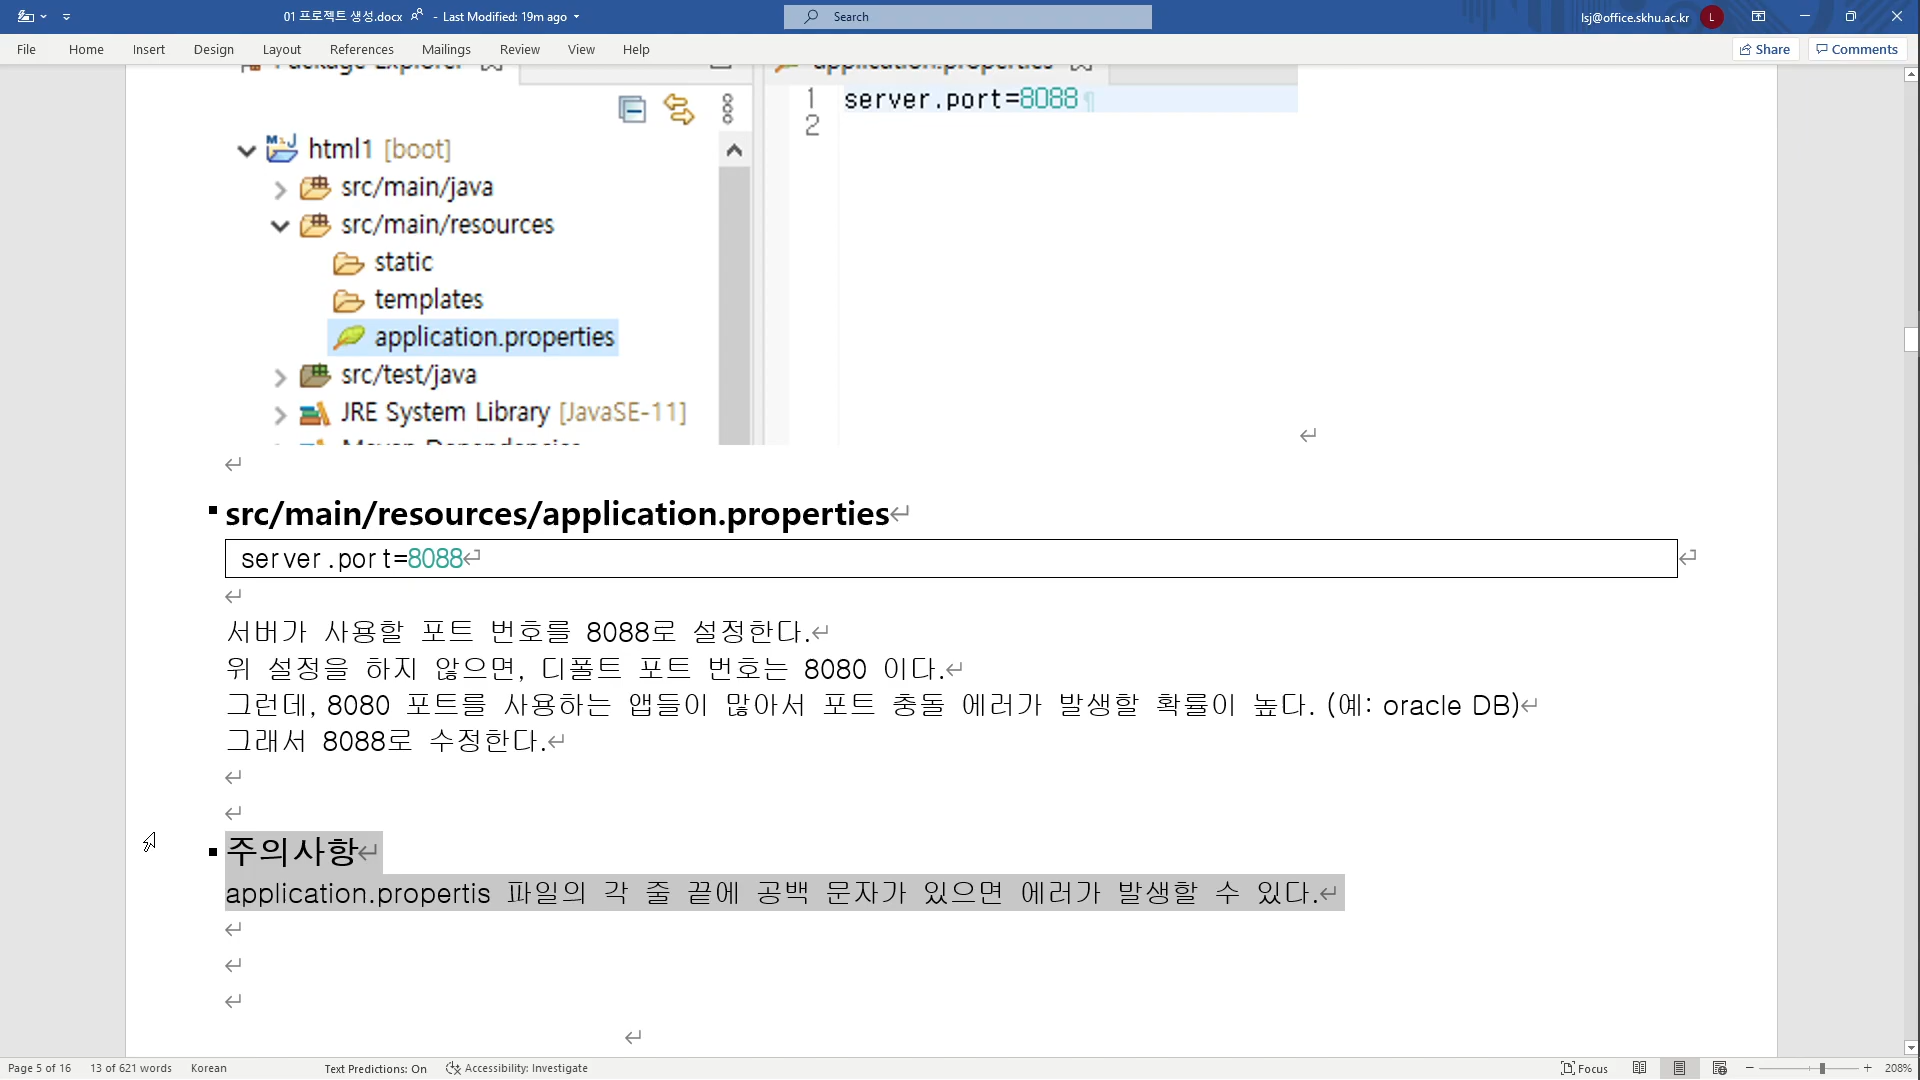 01 프로젝트 생성.docx - Last Modified: 19m ago
Search
lsj@office.skhu.ac.kr L
File Home Insert Design Layout References Mailings Review View Help Share Comments
Package Explorer
application.properties
1 server.port=8088
2
html1 [boot]
src/main/java
src/main/resources
static
templates
application.properties
src/test/java
JRE System Library [JavaSE-11]
Maven Dependencies
src/main/resources/application.properties
server.port=8088
서버가 사용할 포트 번호를 8088로 설정한다.
위 설정을 하지 않으면, 디폴트 포트 번호는 8080 이다.
그런데, 8080 포트를 사용하는 앱들이 많아서 포트 충돌 에러가 발생할 확률이 높다. (예: oracle DB)
그래서 8088로 수정한다.
주의사항
application.propertis 파일의 각 줄 끝에 공백 문자가 있으면 에러가 발생할 수 있다.
Page 5 of 16 13 of 621 words Korean Text Predictions: On Accessibility: Investigate Focus 208%